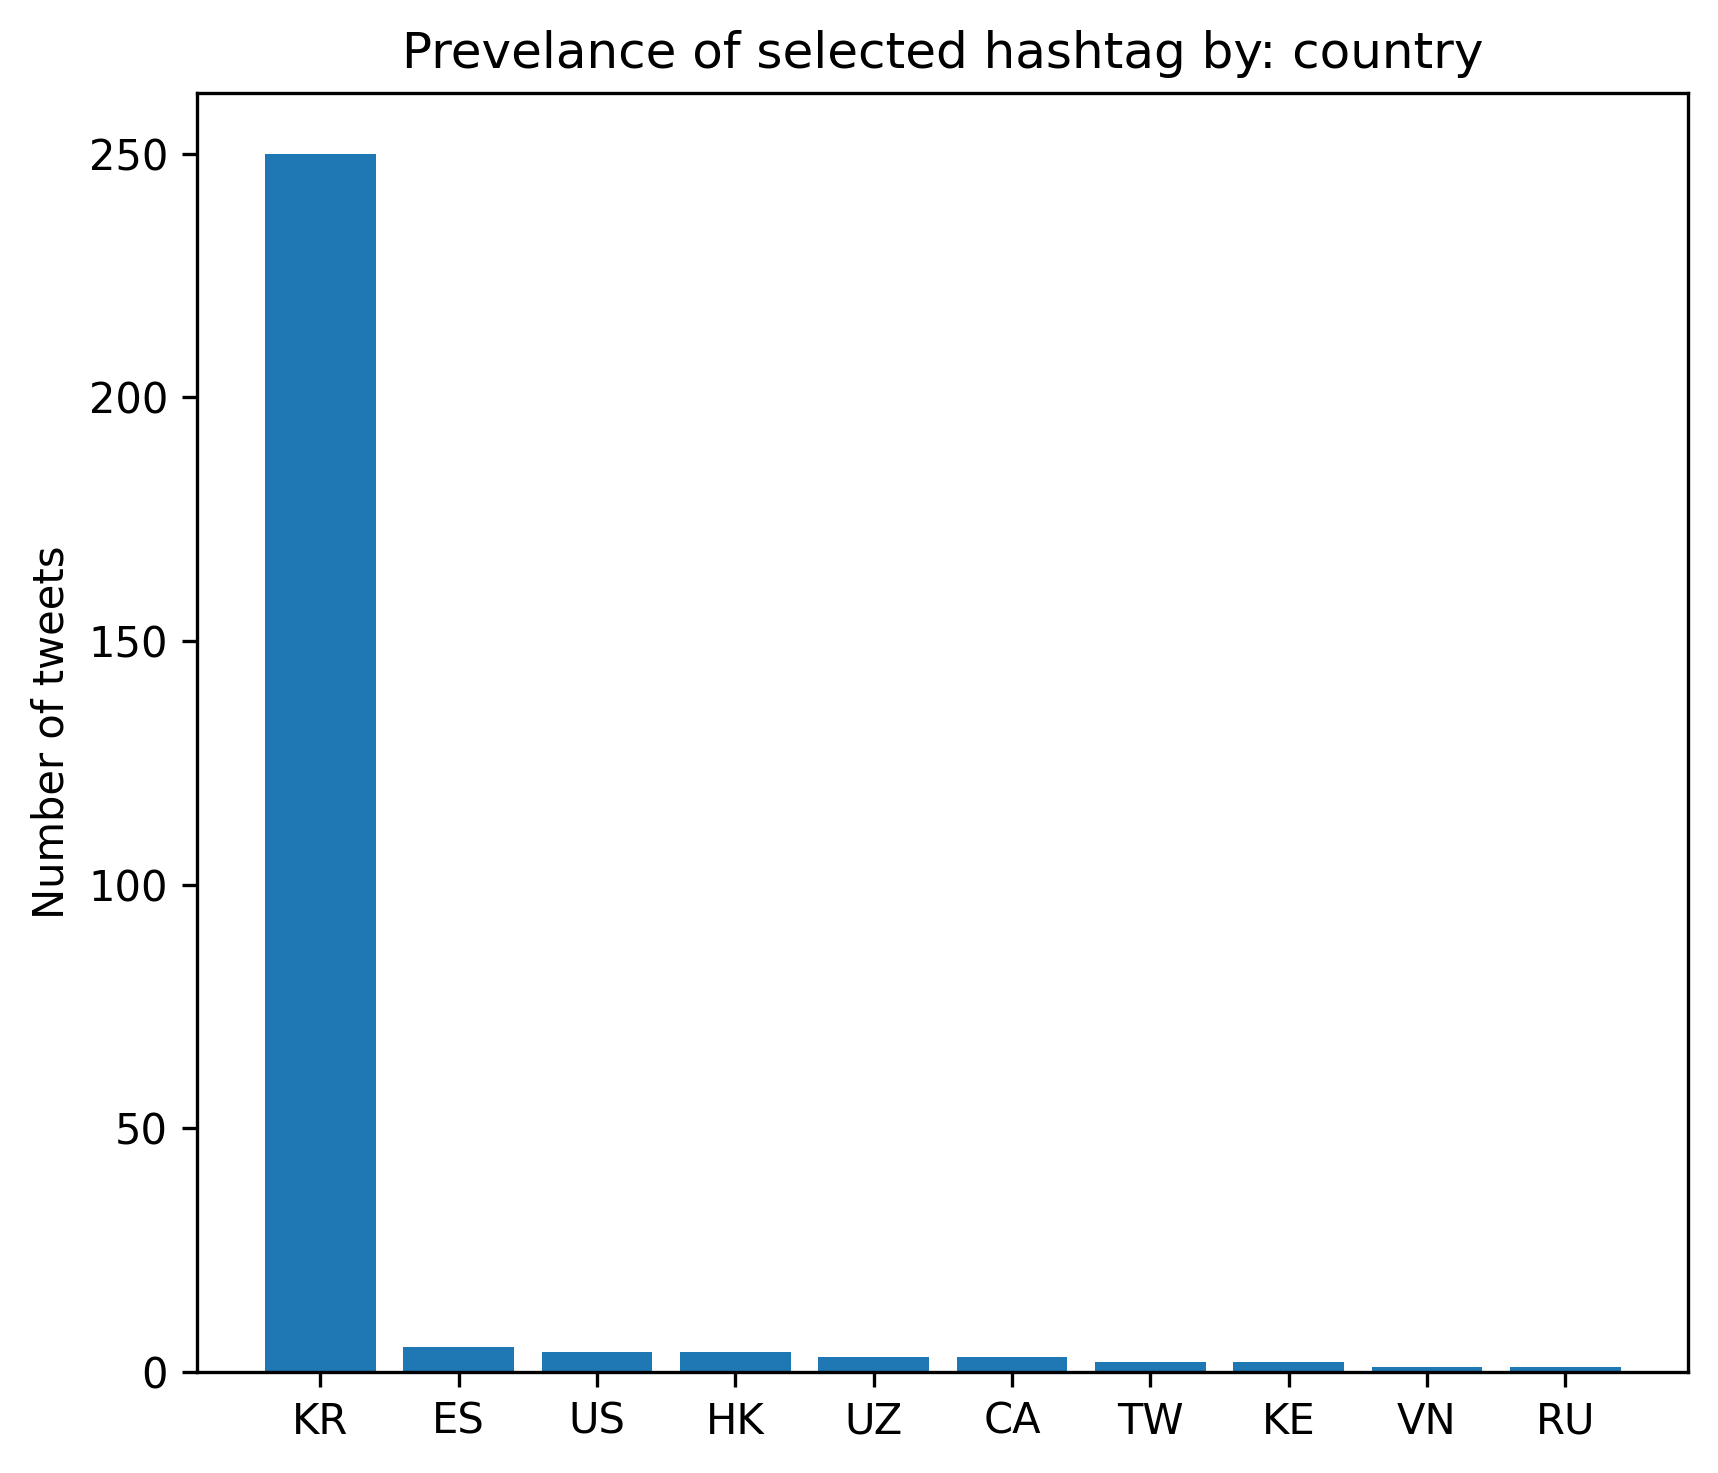 Prevelance of selected hashtag by: country
Number of tweets
250
200
150
100
50
0
KR ES US HK UZ CA TW KE VN RU